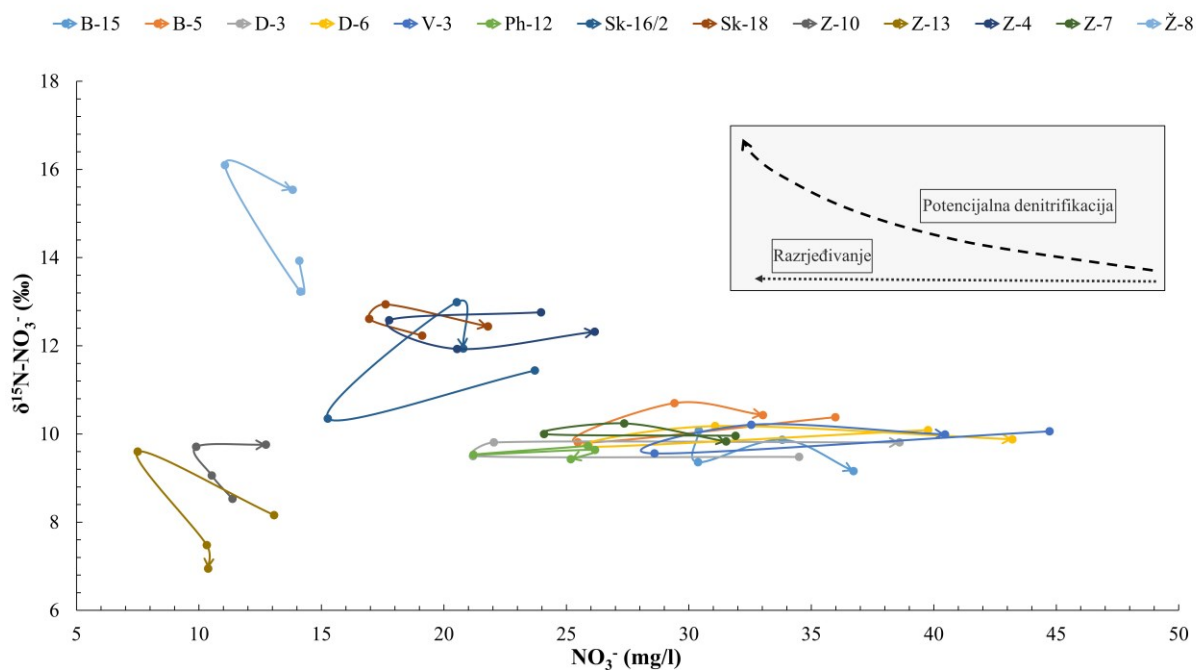 B-15 B-5 D-3 D-6 V-3 Ph-12 Sk-16/2 Sk-18 Z-10 Z-13 Z-4 Z-7 Ž-8
18
16
14
12
10
8
6
δ¹⁵N-NO₃⁻ (‰)
Potencijalna denitrifikacija
Razrjeđivanje
5 10 15 20 25 30 35 40 45 50
NO₃⁻ (mg/l)